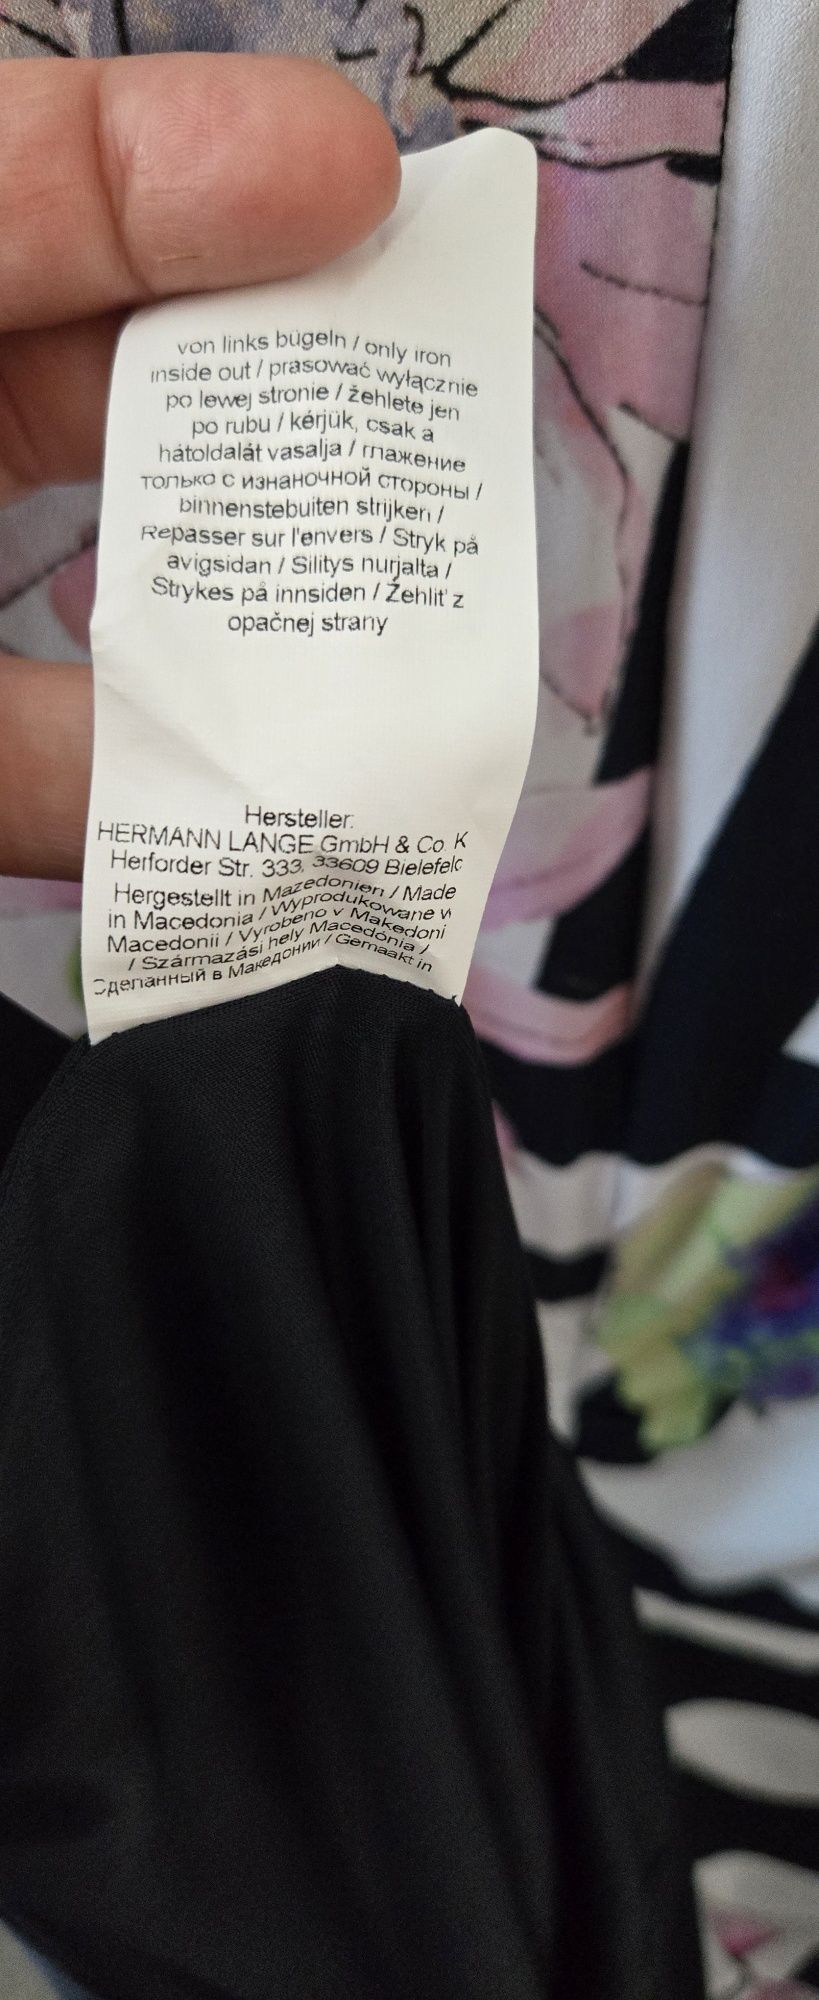 von links bügeln / only iron
inside out / prasować wyłącznie
po lewej stronie / žehlete jen
po rubu / kérjük, csak a
hátoldalát vasalja / глажение
только с изнаночной стороны /
binnenstebuiten strijken /
Repasser sur l'envers / Stryk på
avigsidan / Silitys nurjalta /
Strykes på innsiden / Žehliť z
opačnej strany
Hersteller:
HERMANN LANGE GmbH & Co. K
Herforder Str. 333, 33609 Bielefeld
Hergestellt in Mazedonien / Made
in Macedonia / Wyprodukowane w
Macedonii / Vyrobeno v Makedoni
/ Származási hely Macedónia /
Сделанный в Македонии / Gemaakt in